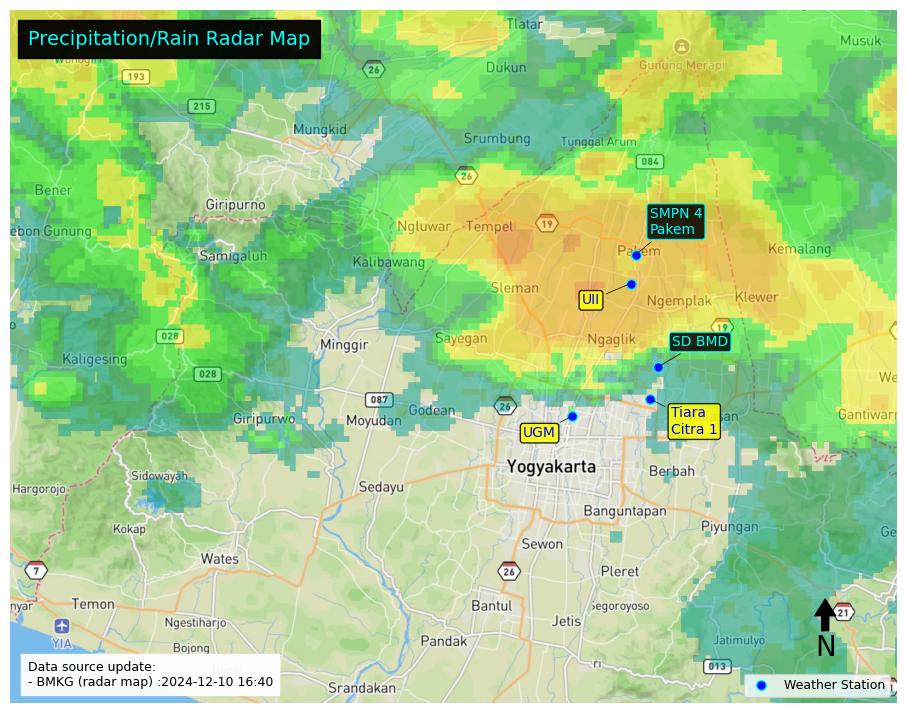 Precipitation/Rain Radar Map
Tlatar
Musuk
Wonogiri
26
Dukun
Gunung Merapi
193
215
Mungkid
Srumbung
Tunggal Arum
084
26
Bener
Giripurno
SMPN 4
Pakem
Ngluwar
Tempel
19
ebon Gunung
Samigaluh
Pakem
Kemalang
Kalibawang
Sleman
UII
Ngemplak
Klewer
19
028
Sayegan
Ngaglik
SD BMD
Minggir
Kaligesing
028
We
087
26
Godean
Giripurwo
Moyudan
Tiara
Citra 1
an
Gantiwarr
UGM
Yogyakarta
Berbah
Sidowayah
Hargorojo
Sedayu
Banguntapan
Kokap
Piyungan
Ge
Wates
Sewon
7
26
Pleret
nyar
Temon
Bantul
Segoroyoso
21
Ngestiharjo
Jetis
YIA
Pandak
Jatimulyo
N
Bojong
ri
013
Data source update:
- BMKG (radar map) :2024-12-10 16:40
Srandakan
Weather Station